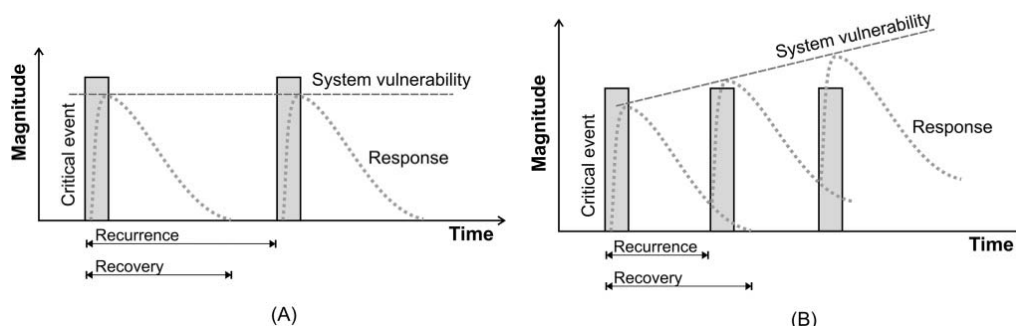 Magnitude
Critical event
System vulnerability
Response
Time
Recurrence
Recovery
(A)
Magnitude
Critical event
System vulnerability
Response
Time
Recurrence
Recovery
(B)